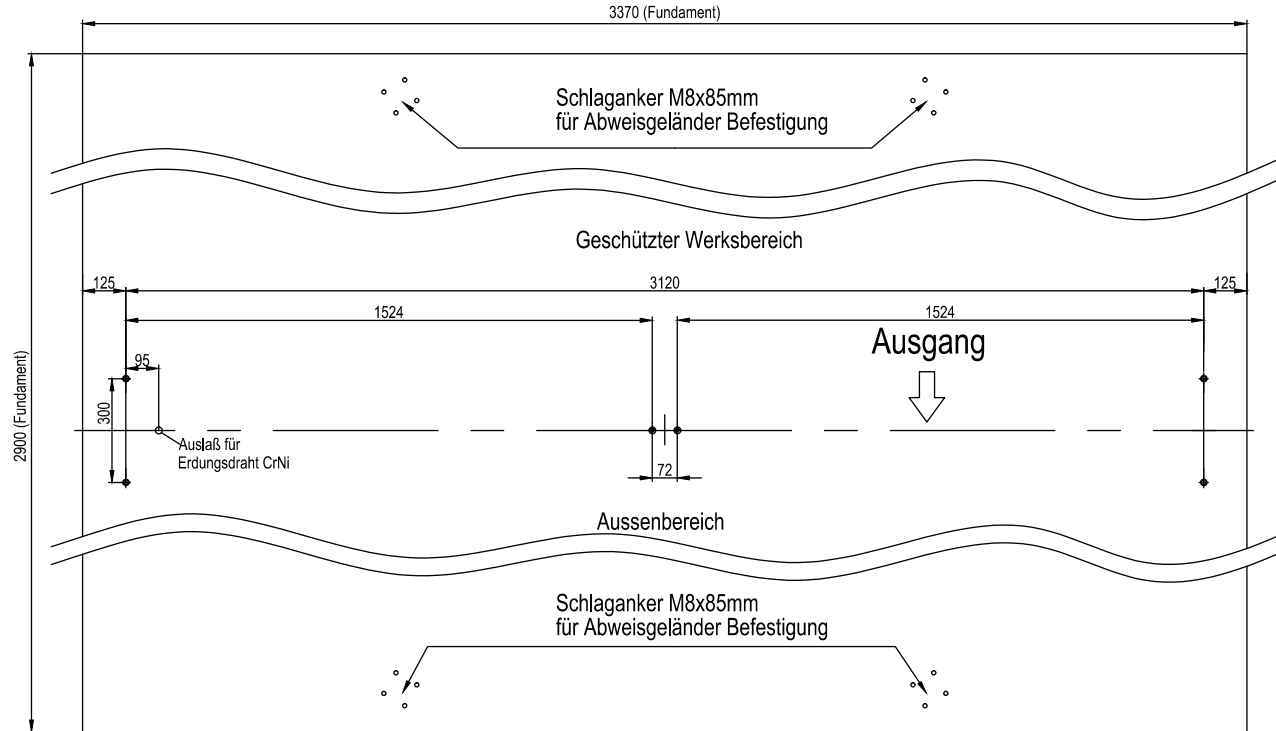 3370 (Fundament)
Schlaganker M8x85mm
für Abweisgeländer Befestigung
Geschützter Werksbereich
125
3120
125
1524
1524
Ausgang
95
300
2900 (Fundament)
Auslaß für
Erdungsdraht CrNi
72
Aussenbereich
Schlaganker M8x85mm
für Abweisgeländer Befestigung